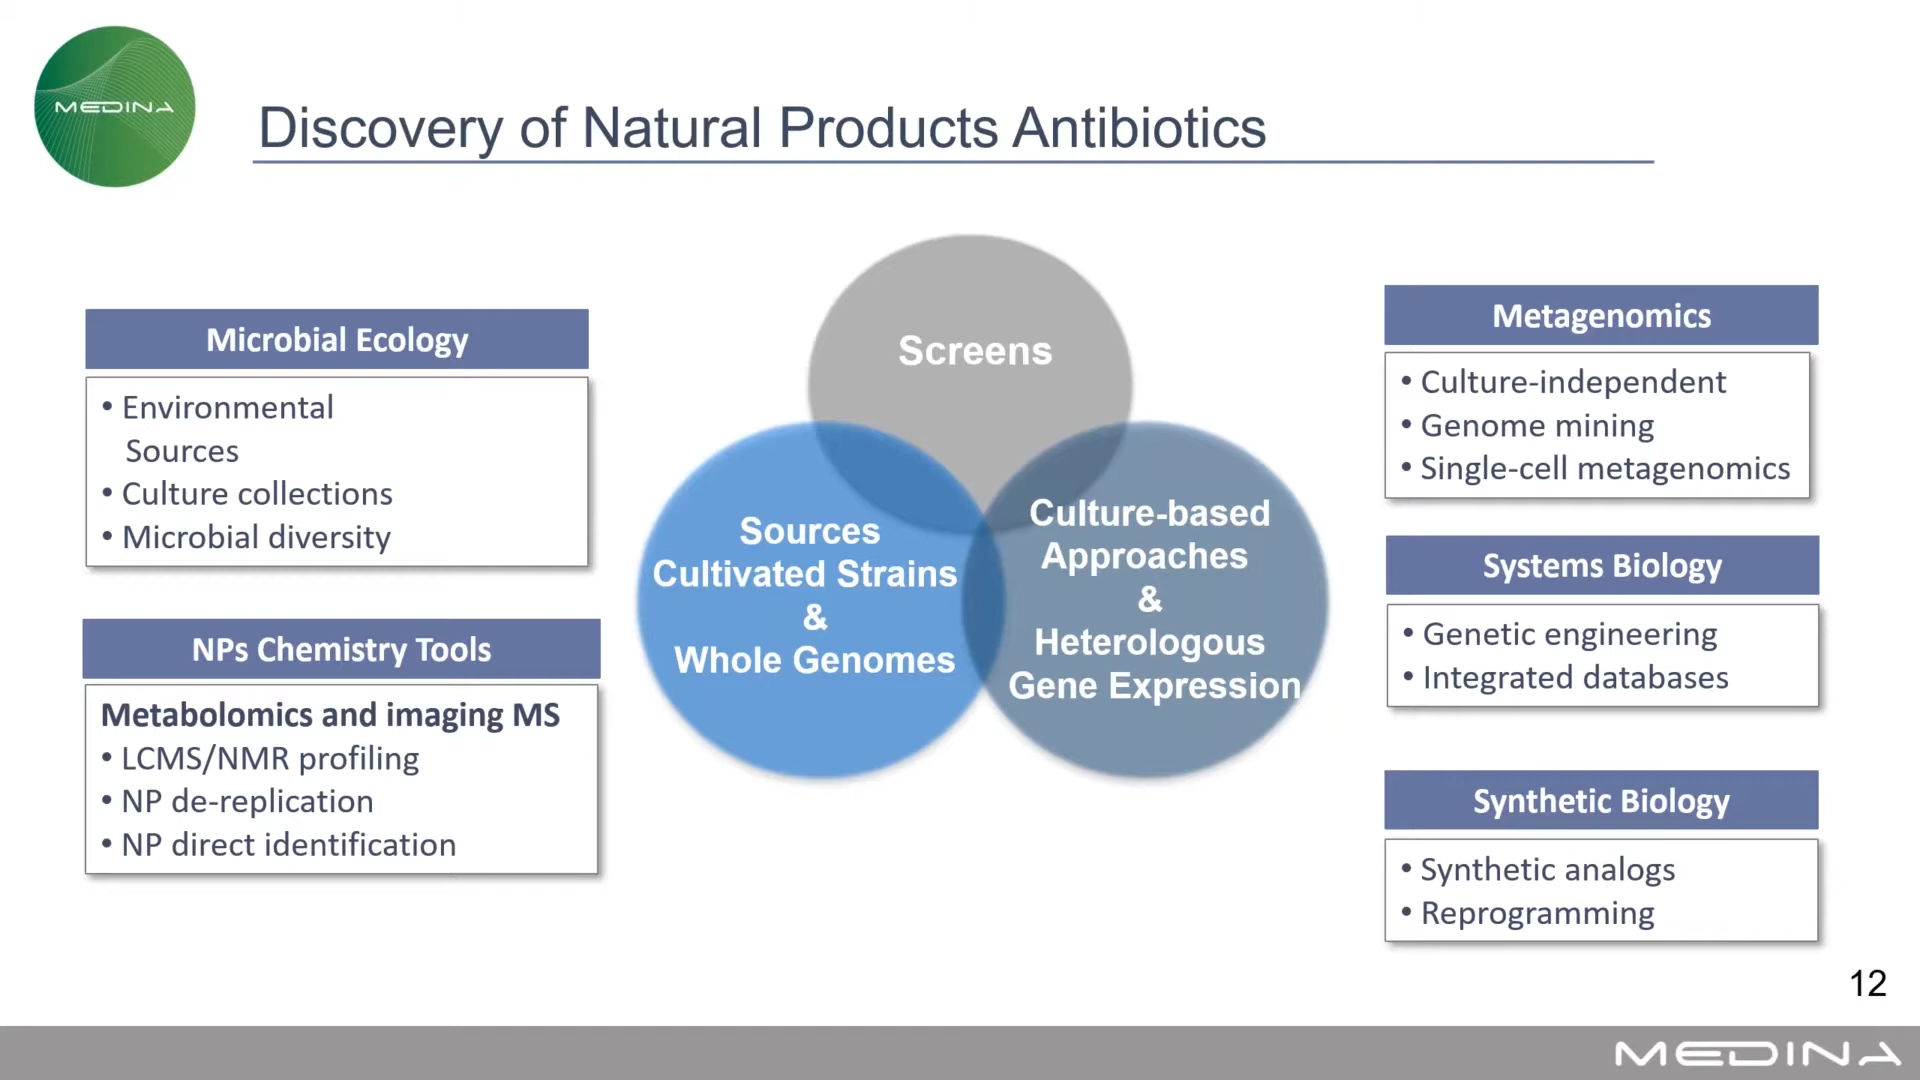 MEDINA
Discovery of Natural Products Antibiotics
Microbial Ecology
• Environmental
Sources
• Culture collections
• Microbial diversity
NPs Chemistry Tools
Metabolomics and imaging MS
• LCMS/NMR profiling
• NP de-replication
• NP direct identification
Screens
Sources
Cultivated Strains
&
Whole Genomes
Culture-based
Approaches
&
Heterologous
Gene Expression
Metagenomics
• Culture-independent
• Genome mining
• Single-cell metagenomics
Systems Biology
• Genetic engineering
• Integrated databases
Synthetic Biology
• Synthetic analogs
• Reprogramming
12
MEDINA